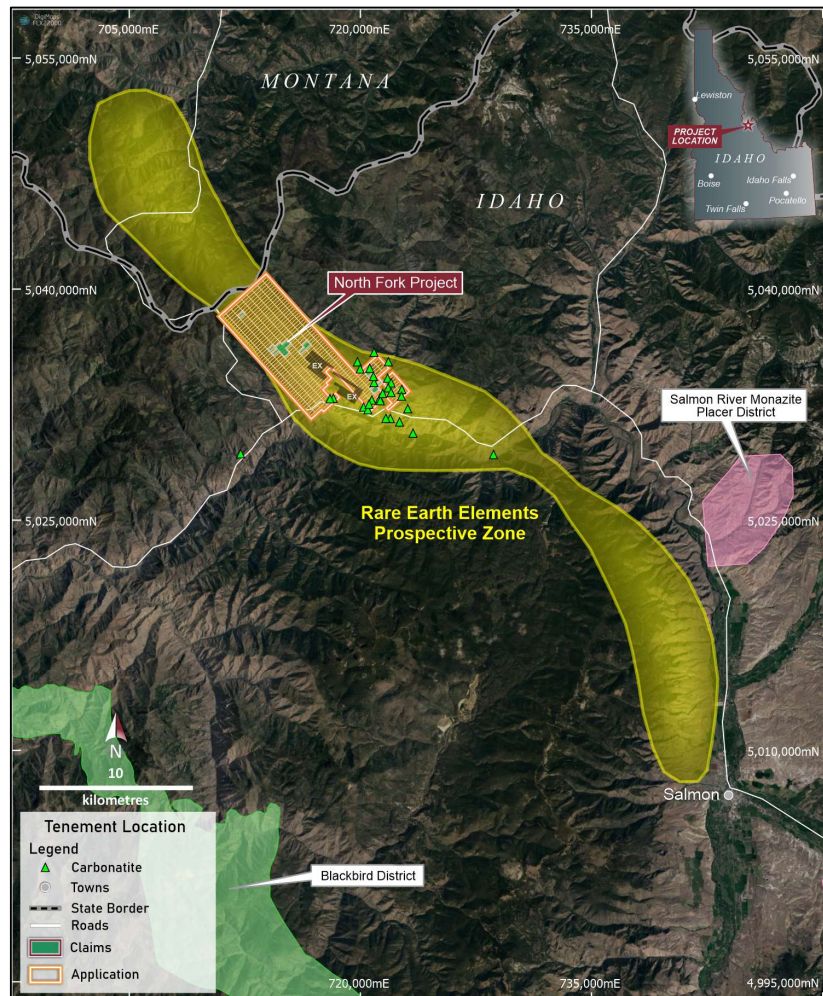 DigMaps
705,000mE
720,000mE
735,000mE
5,055,000mN
5,055,000mN
MONTANA
Lewiston
PROJECT
LOCATION
IDAHO
Boise
Idaho Falls
Pocatello
Twin Falls
IDAHO
5,040,000mN
5,040,000mN
North Fork Project
EX
EX
Salmon River Monazite
Placer District
Rare Earth Elements
Prospective Zone
5,025,000mN
5,025,000mN
N
10
kilometres
5,010,000mN
Salmon
Tenement Location
Legend
Carbonatite
Towns
State Border
Roads
Claims
Application
Blackbird District
720,000mE
735,000mE
4,995,000mN